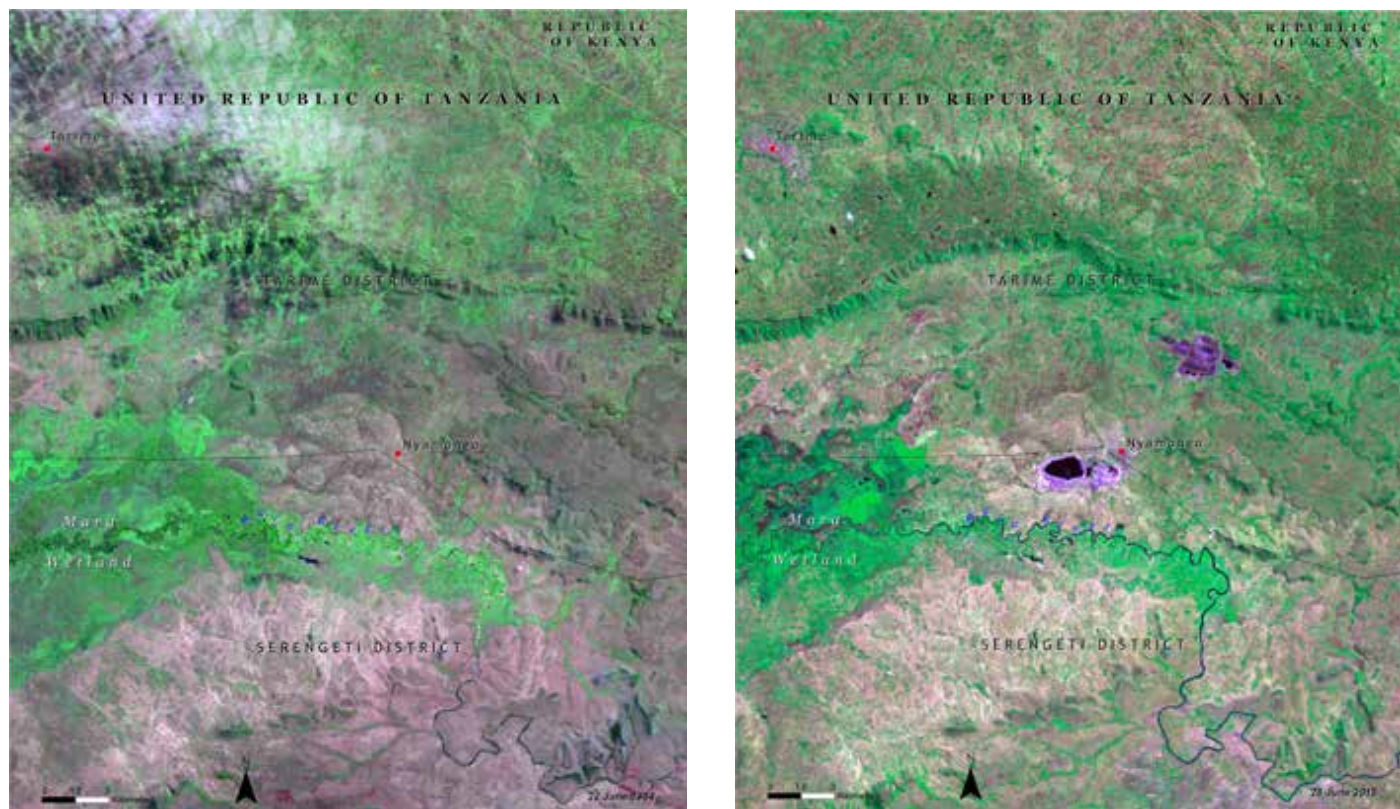 REPUBLIC
OF KENYA
UNITED REPUBLIC OF TANZANIA
Tarime
TARIME DISTRICT
Nyamongo
Mara
Wetland
SERENGETI DISTRICT
N
REPUBLIC
OF KENYA
UNITED REPUBLIC OF TANZANIA
Tarime
TARIME DISTRICT
Nyamongo
Mara
Wetland
SERENGETI DISTRICT